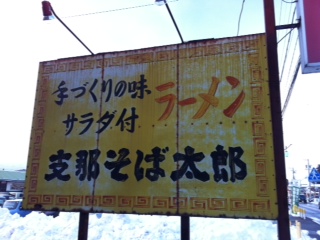 手づくりの味
サラダ付
ラーメン
支那そば太郎